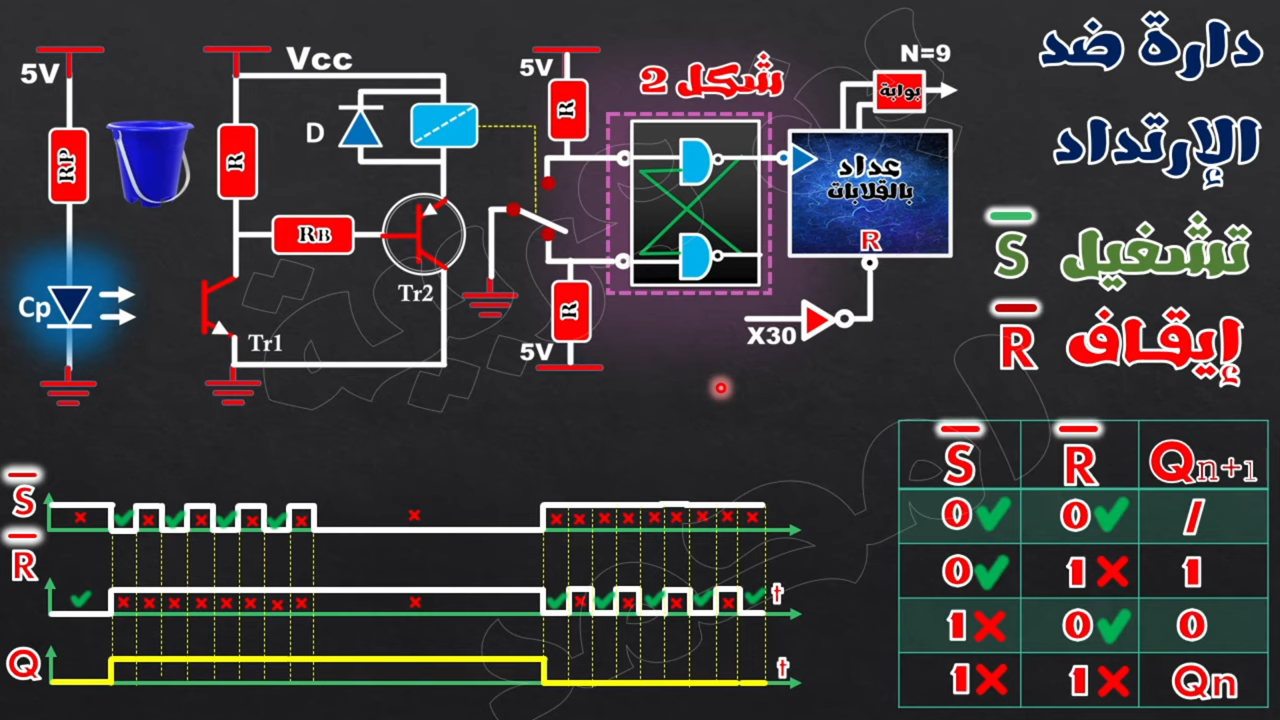 دارة ضد
الإرتداد
S تشغيل
R إيقاف
5V
RP
Cp
Vcc
R
D
RB
Tr1
Tr2
5V
R
R
5V
شكل 2
N=9
بوابة
عداد
بالقلابات
R
X30
S
R
t
Q
t
S R Qn+1
0 ✓ 0 ✓ /
0 ✓ 1 × 1
1 × 0 ✓ 0
1 × 1 × Qn